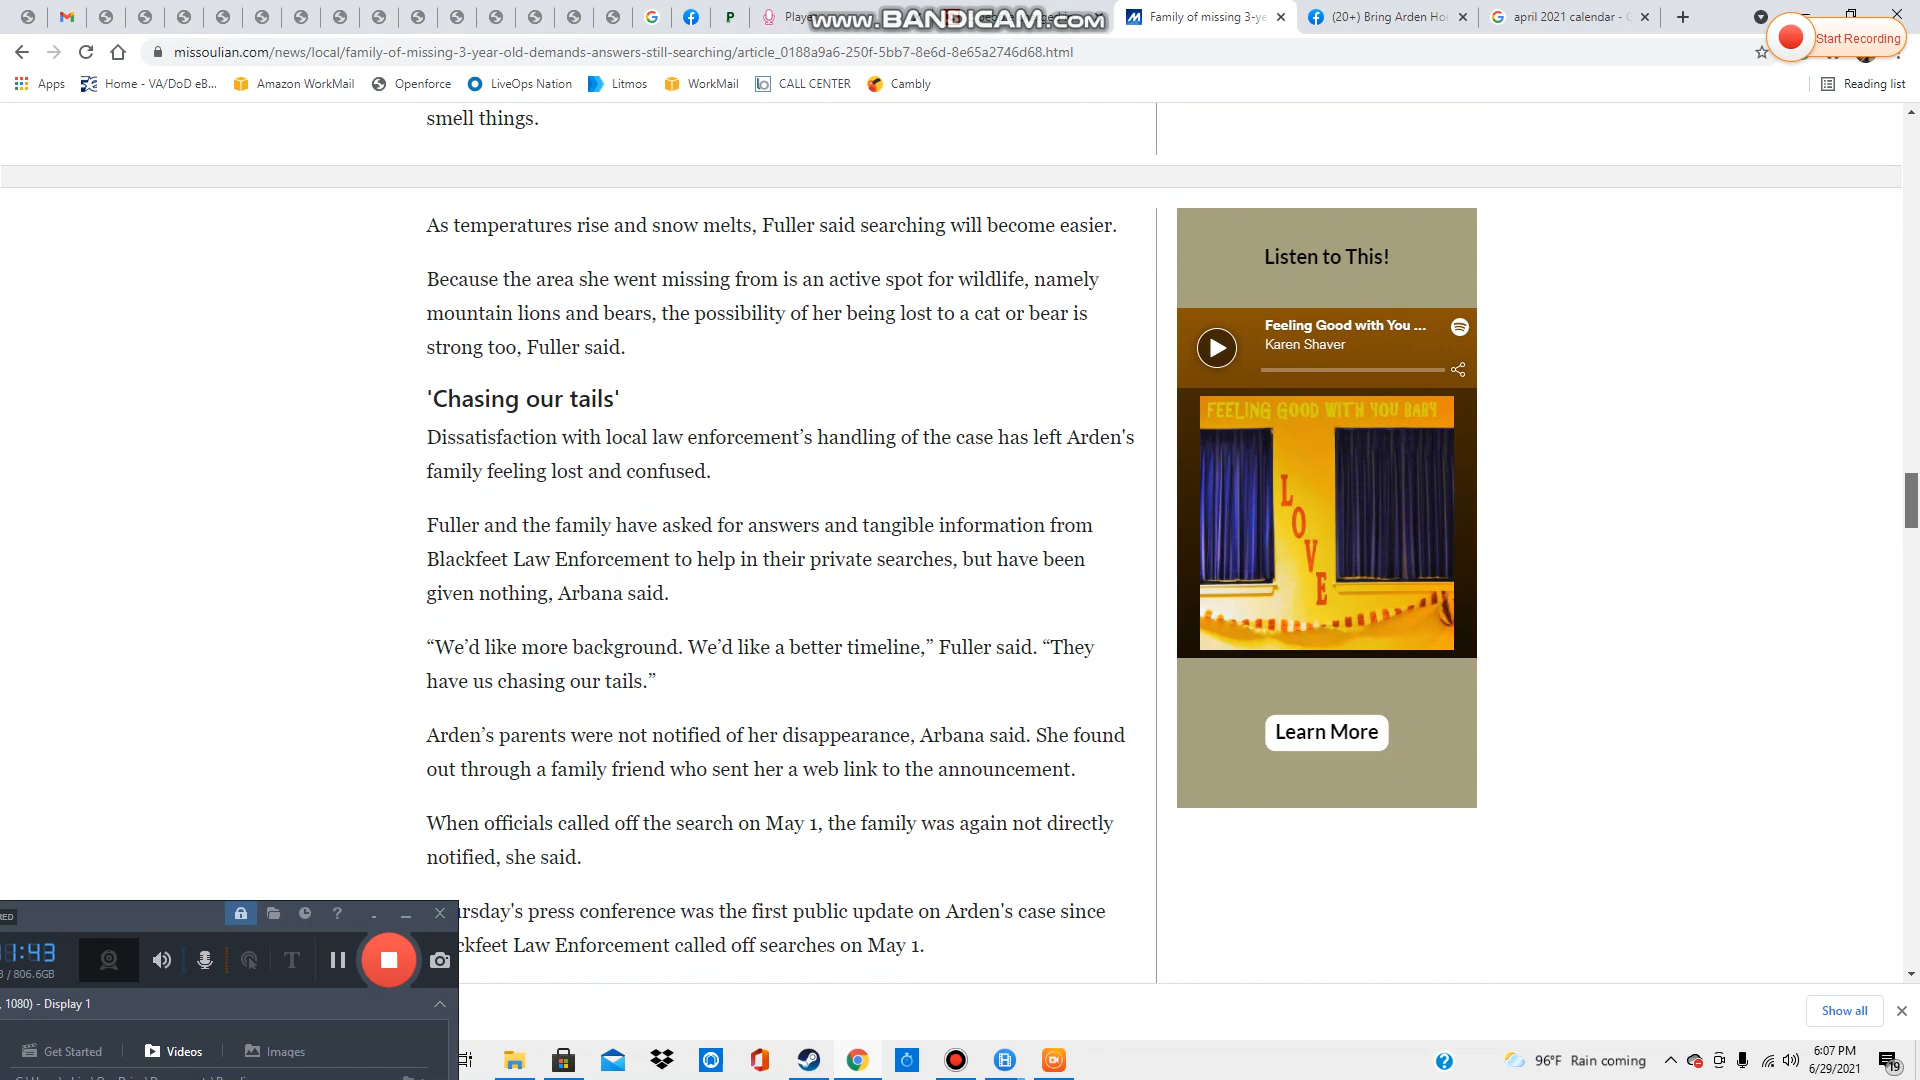 www.BANDICAM.com
Playe
Family of missing 3-ye
(20+) Bring Arden Hor
april 2021 calendar - G
Start Recording
missoulian.com/news/local/family-of-missing-3-year-old-demands-answers-still-searching/article_0188a9a6-250f-5bb7-8e6d-8e65a2746d68.html
Apps
Home - VA/DoD eB...
Amazon WorkMail
Openforce
LiveOps Nation
Litmos
WorkMail
CALL CENTER
Cambly
Reading list
smell things.
As temperatures rise and snow melts, Fuller said searching will become easier.
Because the area she went missing from is an active spot for wildlife, namely
mountain lions and bears, the possibility of her being lost to a cat or bear is
strong too, Fuller said.
'Chasing our tails'
Dissatisfaction with local law enforcement’s handling of the case has left Arden's
family feeling lost and confused.
Fuller and the family have asked for answers and tangible information from
Blackfeet Law Enforcement to help in their private searches, but have been
given nothing, Arbana said.
“We’d like more background. We’d like a better timeline,” Fuller said. “They
have us chasing our tails.”
Arden’s parents were not notified of her disappearance, Arbana said. She found
out through a family friend who sent her a web link to the announcement.
When officials called off the search on May 1, the family was again not directly
notified, she said.
ursday's press conference was the first public update on Arden's case since
ckfeet Law Enforcement called off searches on May 1.
Listen to This!
Feeling Good with You ...
Karen Shaver
FEELING GOOD WITH YOU BABY
LOVE
Learn More
RED
1:43
3 / 806.6GB
, 1080) - Display 1
Get Started
Videos
Images
Show all
96°F Rain coming
6:07 PM
6/29/2021
19